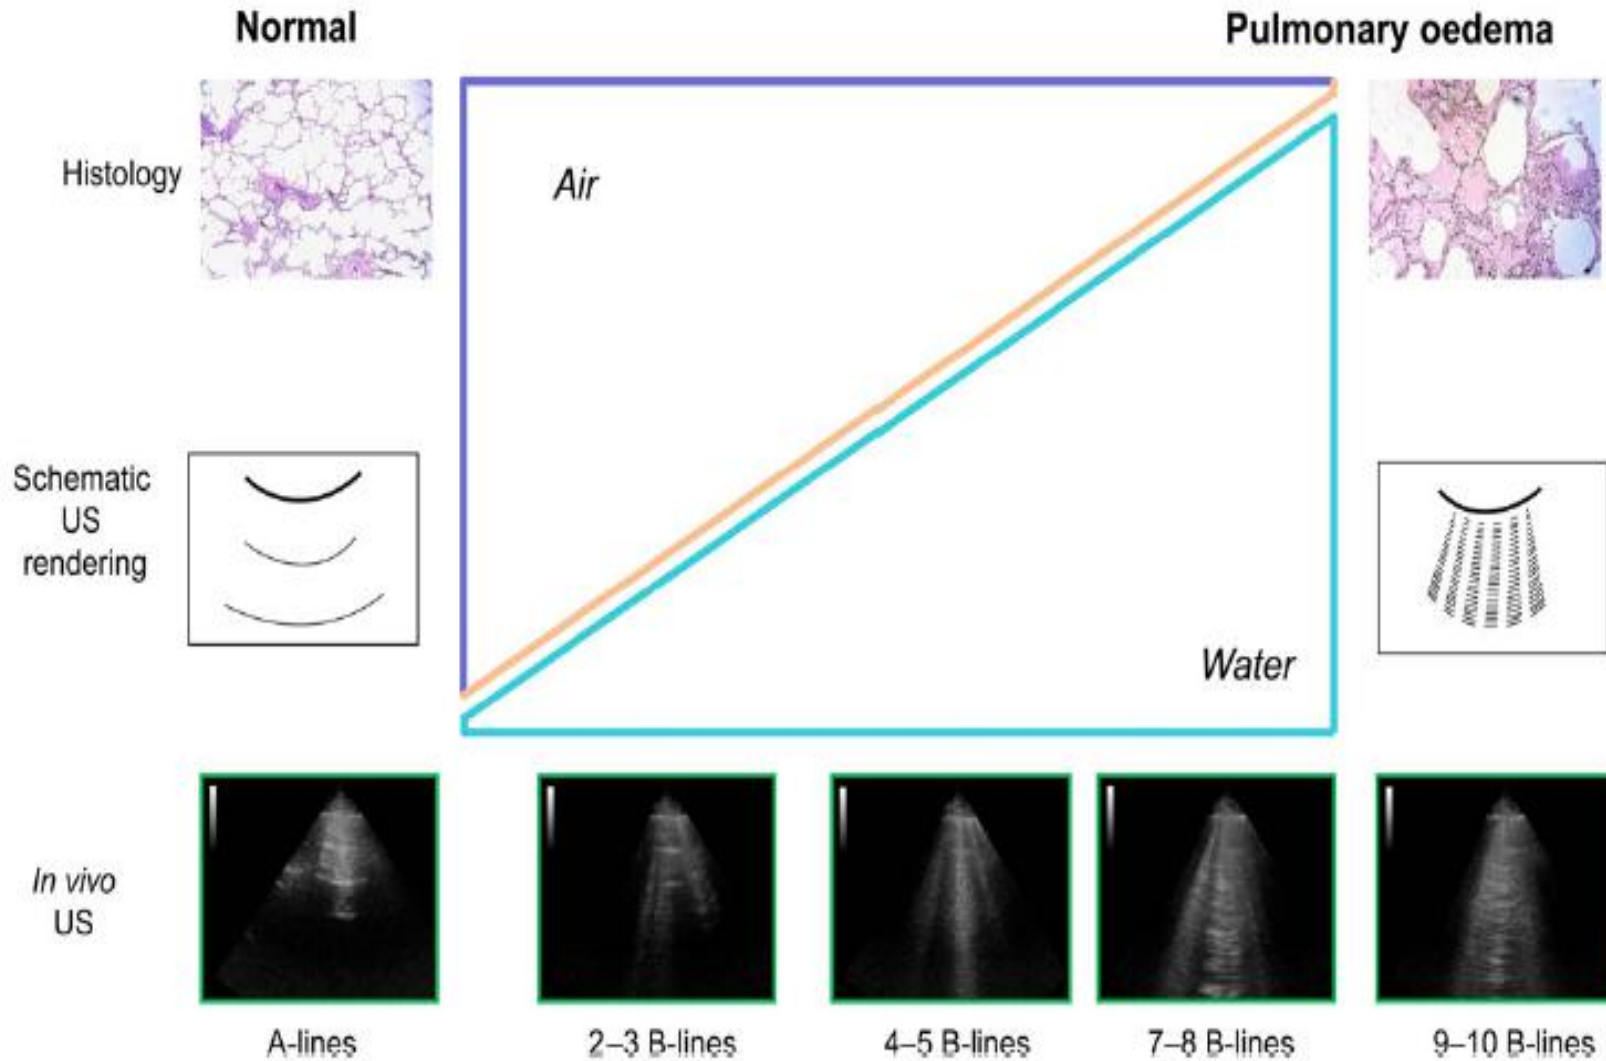 Normal
Pulmonary oedema
Histology
Air
Schematic
US
rendering
Water
In vivo
US
A-lines
2–3 B-lines
4–5 B-lines
7–8 B-lines
9–10 B-lines